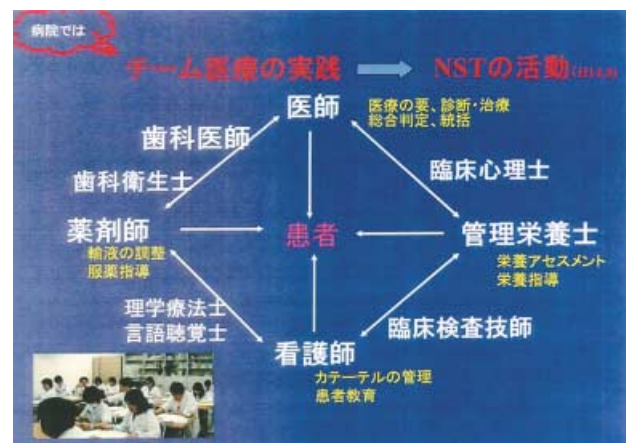 病院では
チーム医療の実践
NSTの活動
医師
医療の要、診断・治療
総合判定、統括
歯科医師
歯科衛生士
臨床心理士
薬剤師
輸液の調整
服薬指導
患者
管理栄養士
栄養アセスメント
栄養指導
理学療法士
言語聴覚士
臨床検査技師
看護師
カテーテルの管理
患者教育